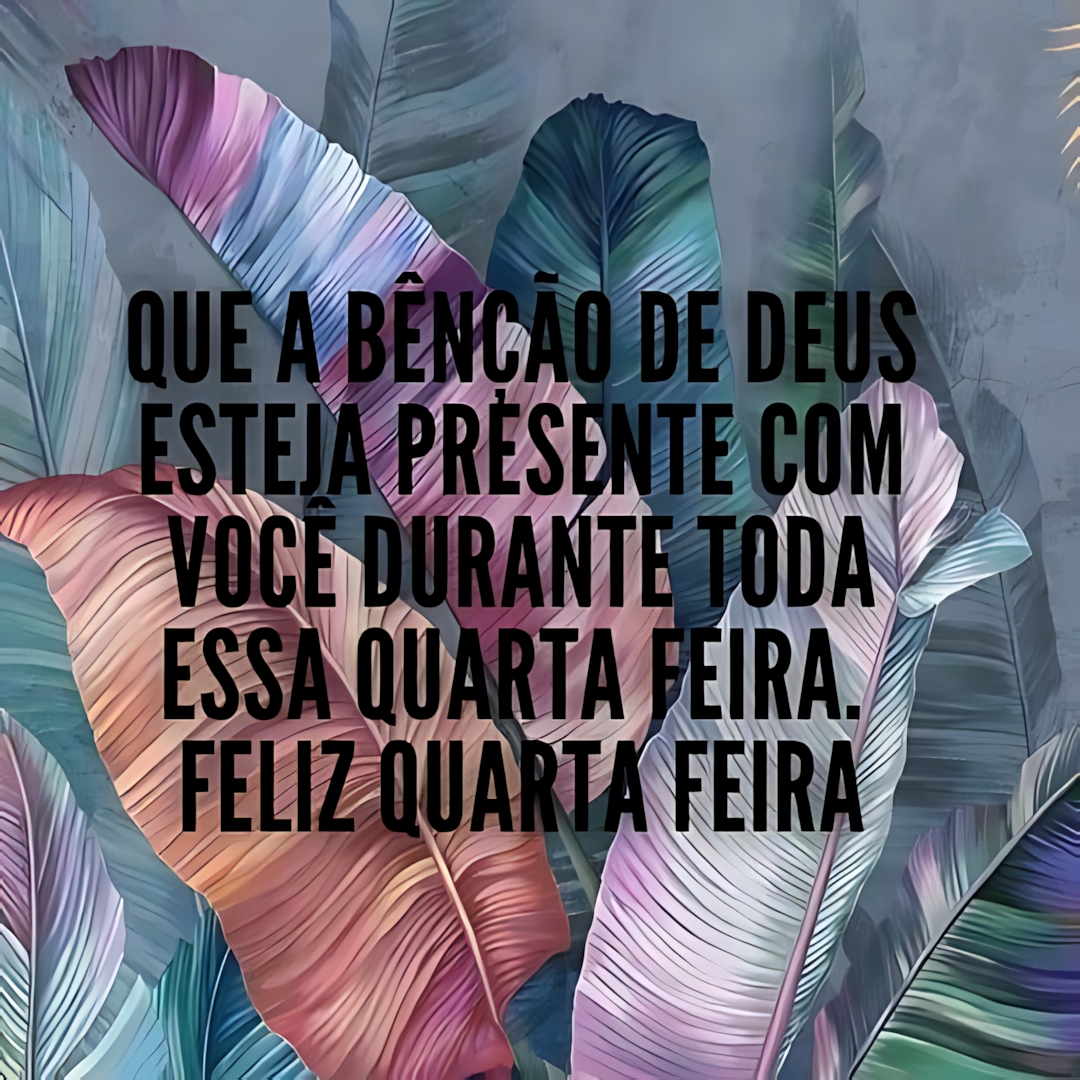 QUE A BÊNÇÃO DE DEUS
ESTEJA PRESENTE COM
VOCÊ DURANTE TODA
ESSA QUARTA FEIRA.
FELIZ QUARTA FEIRA